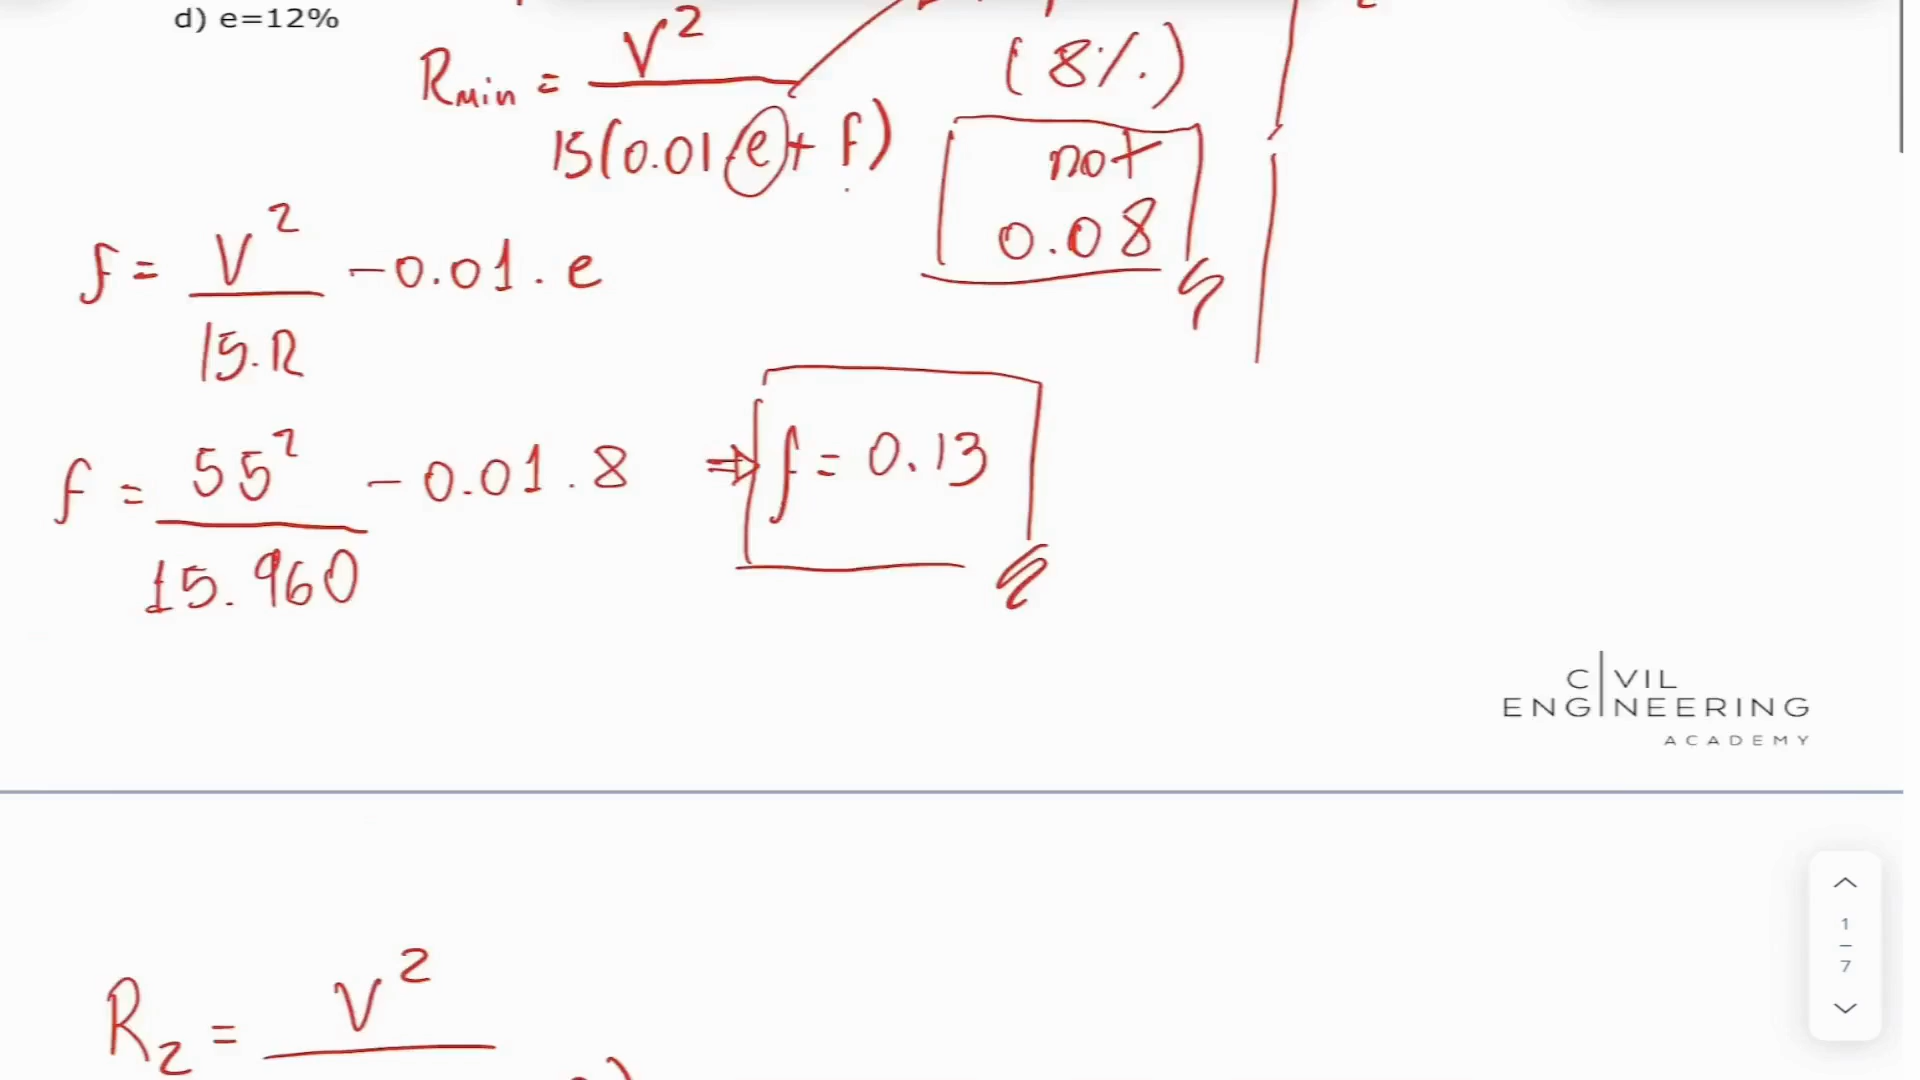 d) e=12%
Rmin = V²
15(0.01 e + f)
(8%)
not
0.08
f = V² - 0.01 . e
15.R
f = 55² - 0.01 . 8 ⇒ f = 0.13
15.960
CIVIL
ENGINEERING
ACADEMY
1
7
R2 = V²